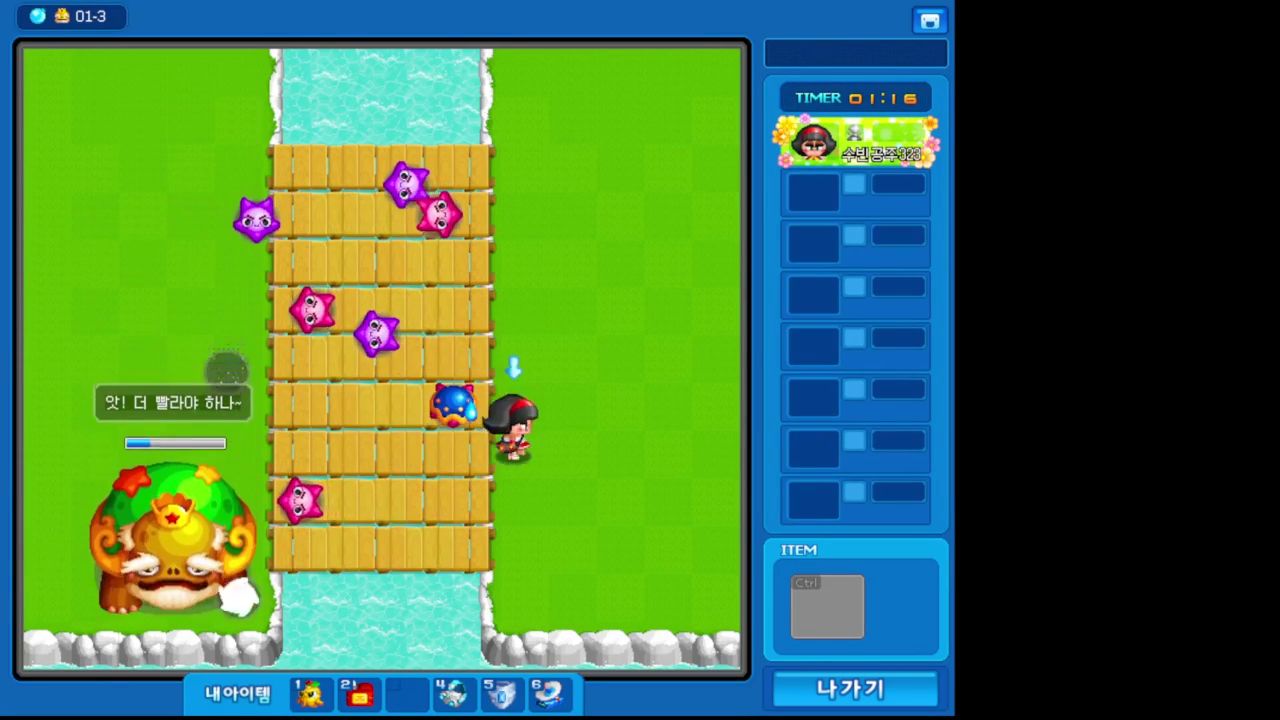 01-3
TIMER 01:16
수빈공주323
앗! 더 빨라야 하나~
ITEM
Ctrl
내 아이템
1
2
4
5
6
나가기